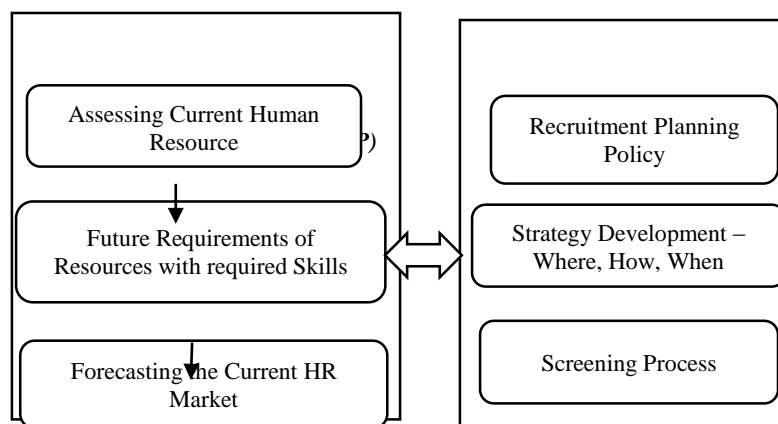 Assessing Current Human
Resource
P)
Future Requirements of
Resources with required Skills
Forecasting the Current HR
Market
Recruitment Planning
Policy
Strategy Development –
Where, How, When
Screening Process